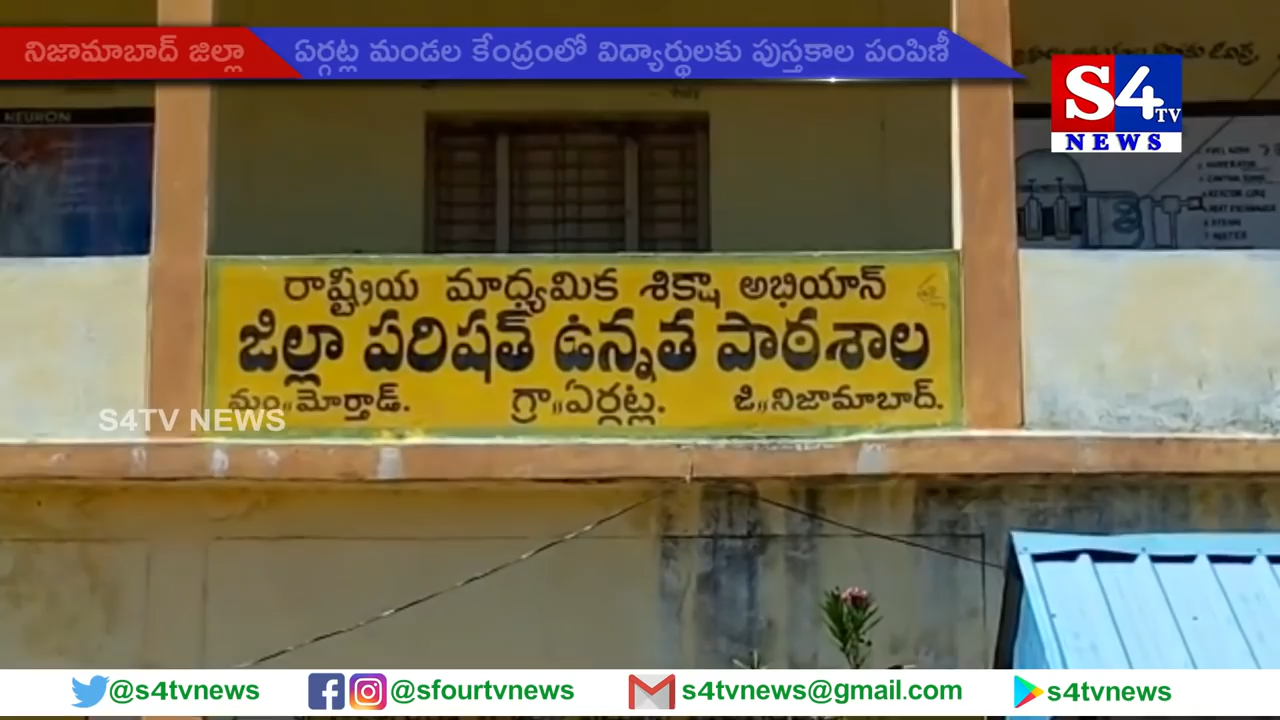 నిజామాబాద్ జిల్లా
ఏర్గట్ల మండల కేంద్రంలో విద్యార్థులకు పుస్తకాల పంపిణీ
S4 TV NEWS
NEURON
రాష్ట్రీయ మాధ్యమిక శిక్షా అభియాన్
జిల్లా పరిషత్ ఉన్నత పాఠశాల
మం,,మోర్తాడ్. గ్రా,,ఏర్గట్ల. జి,,నిజామాబాద్.
S4TV NEWS
@s4tvnews @sfourtvnews s4tvnews@gmail.com s4tvnews